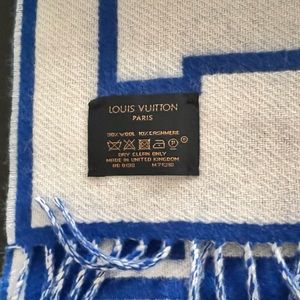 LOUIS VUITTON
PARIS
90% WOOL 10% CASHMERE
DRY CLEAN ONLY
MADE IN UNITED KINGDOM